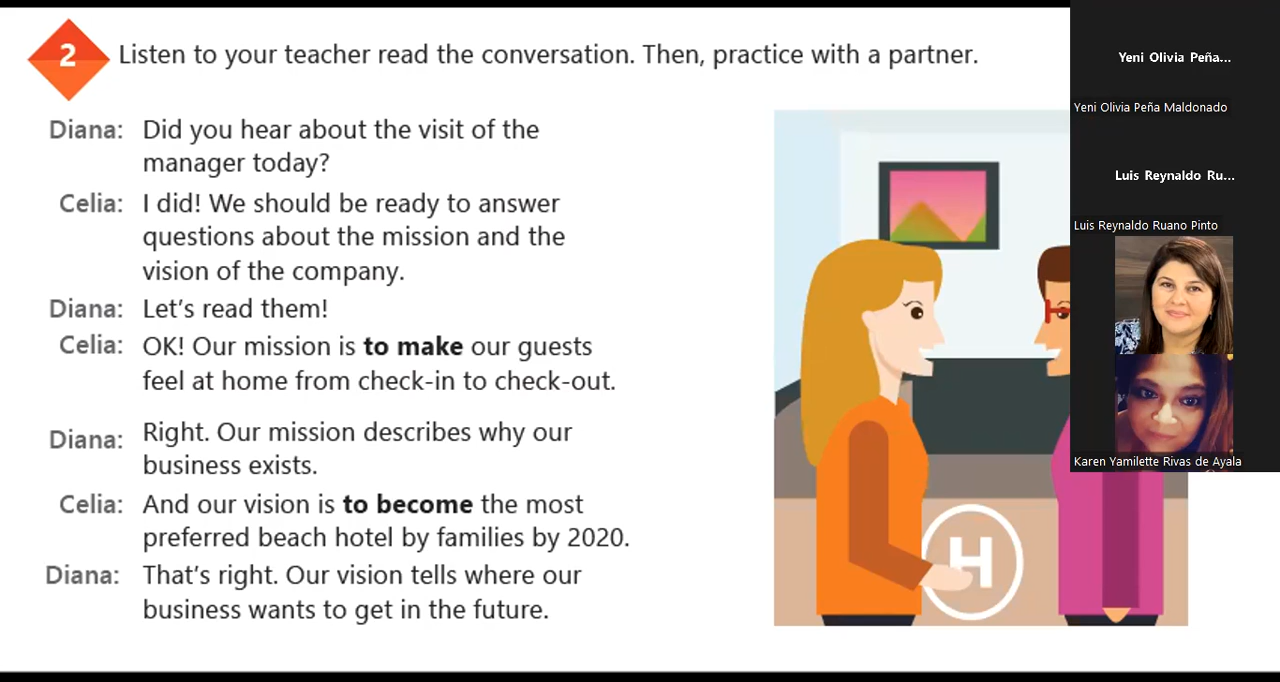 2 Listen to your teacher read the conversation. Then, practice with a partner.
Diana: Did you hear about the visit of the
manager today?
Celia: I did! We should be ready to answer
questions about the mission and the
vision of the company.
Diana: Let's read them!
Celia: OK! Our mission is to make our guests
feel at home from check-in to check-out.
Diana: Right. Our mission describes why our
business exists.
Celia: And our vision is to become the most
preferred beach hotel by families by 2020.
Diana: That's right. Our vision tells where our
business wants to get in the future.
H
Yeni Olivia Peña...
Yeni Olivia Peña Maldonado
Luis Reynaldo Ru...
Luis Reynaldo Ruano Pinto
Karen Yamilette Rivas de Ayala